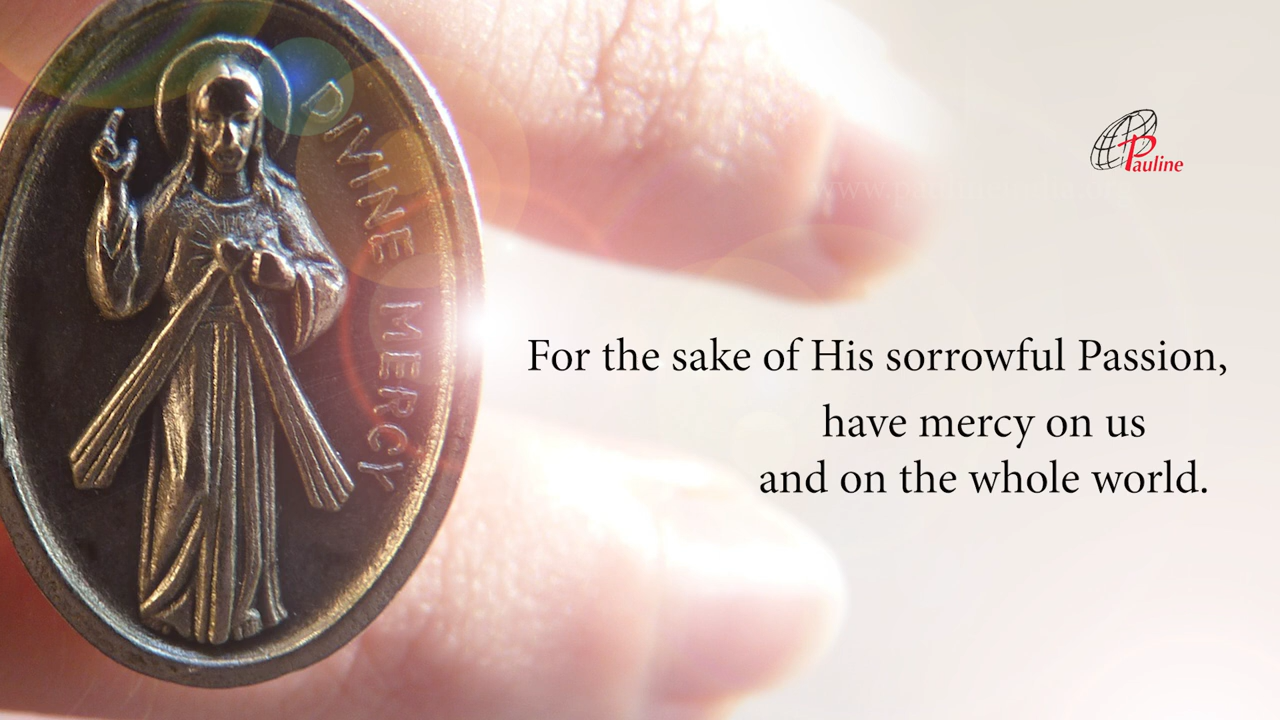 DIVINE MERCY
Pauline
For the sake of His sorrowful Passion,
have mercy on us
and on the whole world.